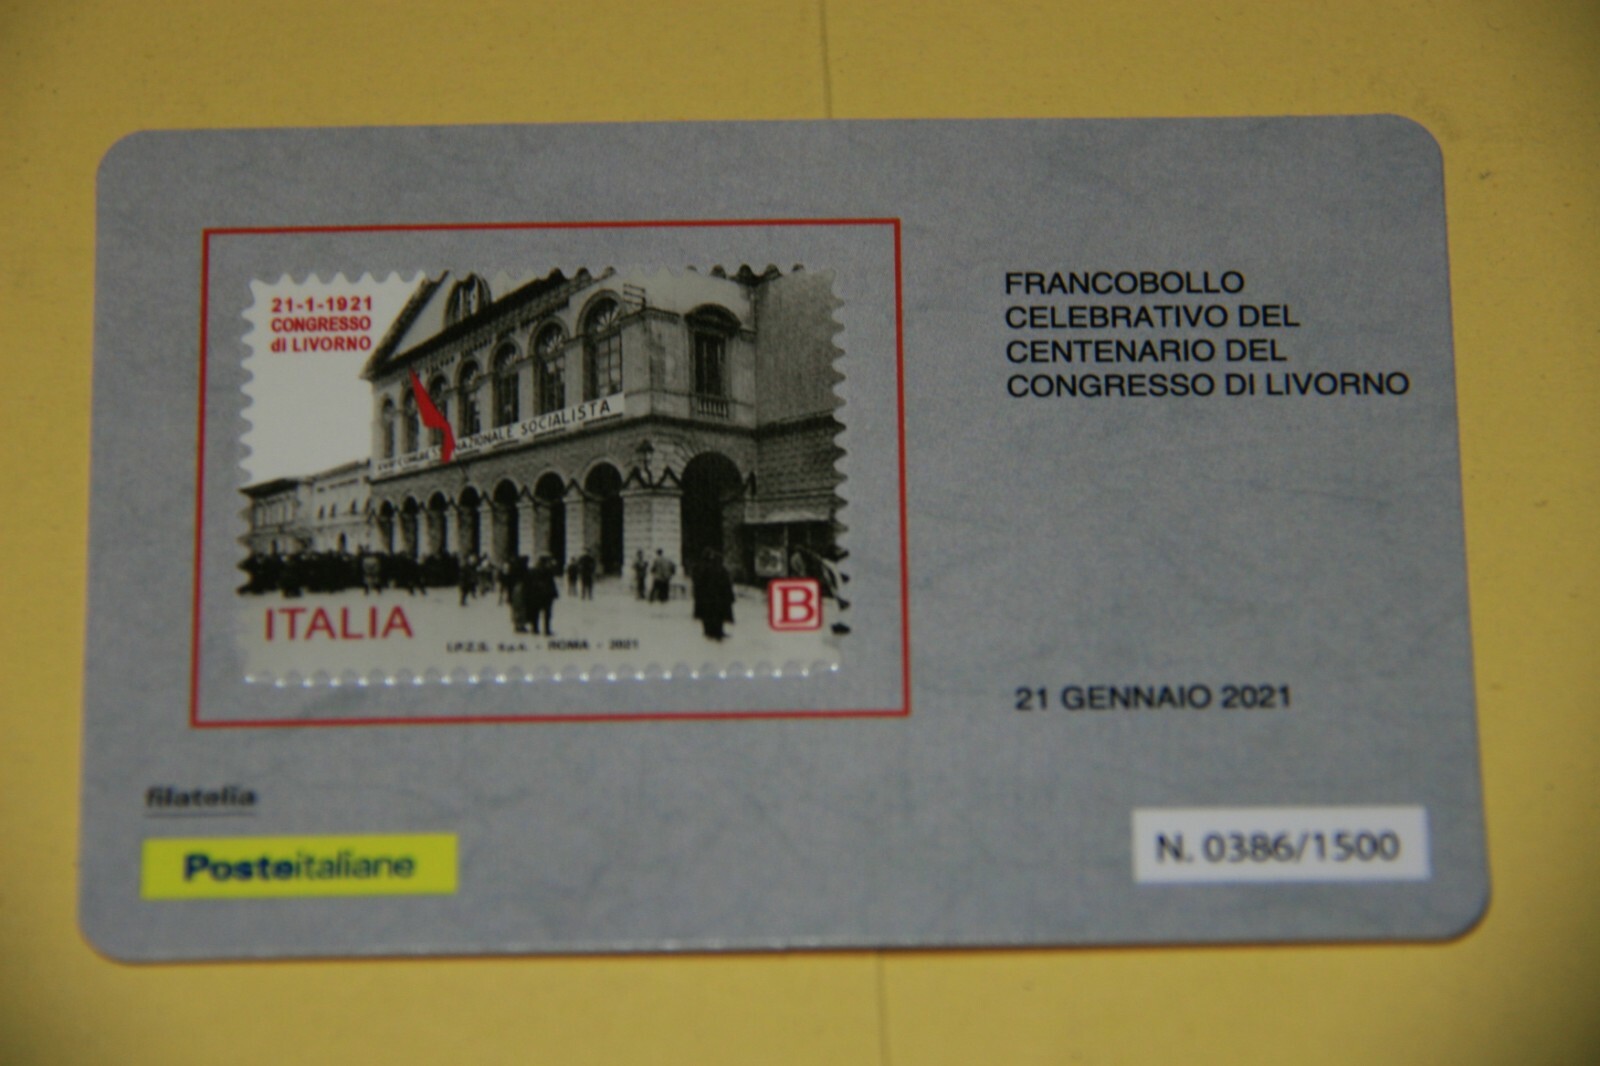 21-1-1921
CONGRESSO
di LIVORNO
NAZIONALE SOCIALISTA
ITALIA
B
I.P.Z.S. S.p.A. - ROMA - 2021
FRANCOBOLLO
CELEBRATIVO DEL
CENTENARIO DEL
CONGRESSO DI LIVORNO
21 GENNAIO 2021
filatelia
Posteitaliane
N. 0386/1500